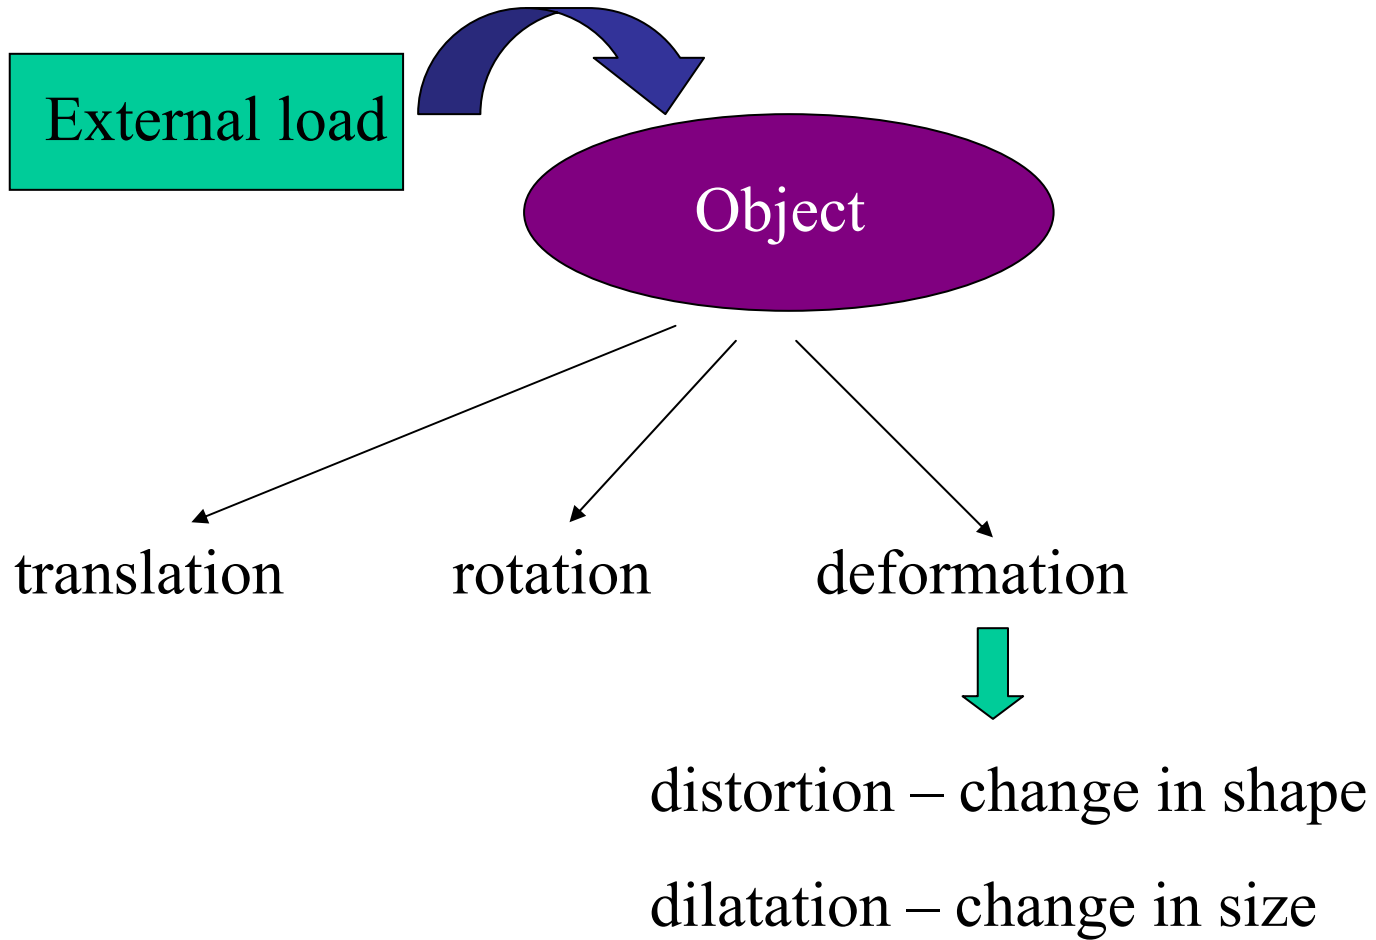 External load
Object
translation
rotation
deformation
distortion – change in shape
dilatation – change in size